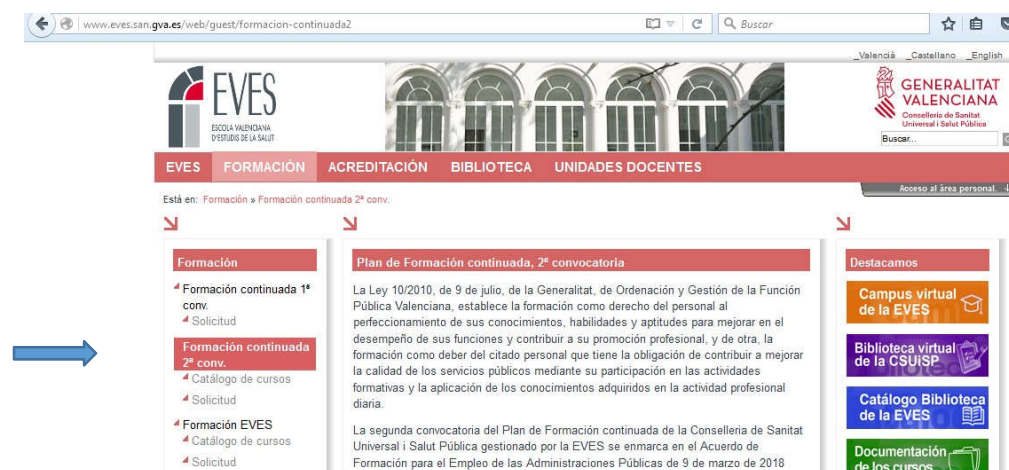 www.eves.san.gva.es/web/guest/formacion-continuada2
Buscar
_Valencià _Castellano _English
EVES
ESCOLA VALENCIANA
D'ESTUDIS DE LA SALUT
GENERALITAT
VALENCIANA
Conselleria de Sanitat
Universal i Salut Pública
Buscar...
EVES FORMACIÓN ACREDITACIÓN BIBLIOTECA UNIDADES DOCENTES
Acceso al área personal.
Está en: Formación » Formación continuada 2ª conv.
Formación
Formación continuada 1ª
conv.
Solicitud
Formación continuada
2ª conv.
Catálogo de cursos
Solicitud
Formación EVES
Catálogo de cursos
Solicitud
Plan de Formación continuada, 2ª convocatoria
La Ley 10/2010, de 9 de julio, de la Generalitat, de Ordenación y Gestión de la Función
Pública Valenciana, establece la formación como derecho del personal al
perfeccionamiento de sus conocimientos, habilidades y aptitudes para mejorar en el
desempeño de sus funciones y contribuir a su promoción profesional, y de otra, la
formación como deber del citado personal que tiene la obligación de contribuir a mejorar
la calidad de los servicios públicos mediante su participación en las actividades
formativas y la aplicación de los conocimientos adquiridos en la actividad profesional
diaria.
La segunda convocatoria del Plan de Formación continuada de la Conselleria de Sanitat
Universal i Salut Pública gestionado por la EVES se enmarca en el Acuerdo de
Formación para el Empleo de las Administraciones Públicas de 9 de marzo de 2018
Destacamos
Campus virtual
de la EVES
Biblioteca virtual
de la CSUiSP
Catálogo Biblioteca
de la EVES
Documentación
de los cursos